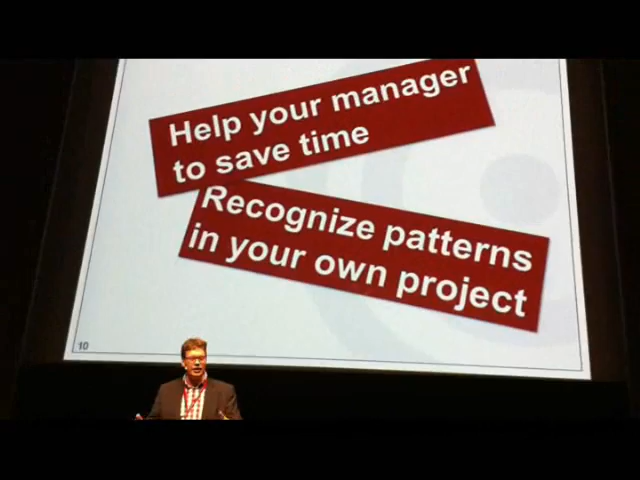 Help your manager
to save time
Recognize patterns
in your own project
10